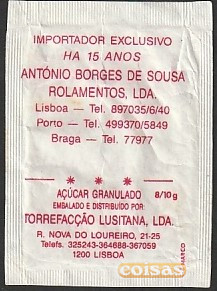 IMPORTADOR EXCLUSIVO
HÁ 15 ANOS
ANTÓNIO BORGES DE SOUSA
ROLAMENTOS, LDA.
Lisboa — Tel. 897035/6/40
Porto — Tel. 499370/5849
Braga — Tel. 77977
AÇÚCAR GRANULADO 8/10 g
EMBALADO E DISTRIBUÍDO POR:
TORREFACÇÃO LUSITANA, LDA.
R. NOVA DO LOUREIRO, 21-25
Telefs. 325243-364688-367059
1200 LISBOA
coisas